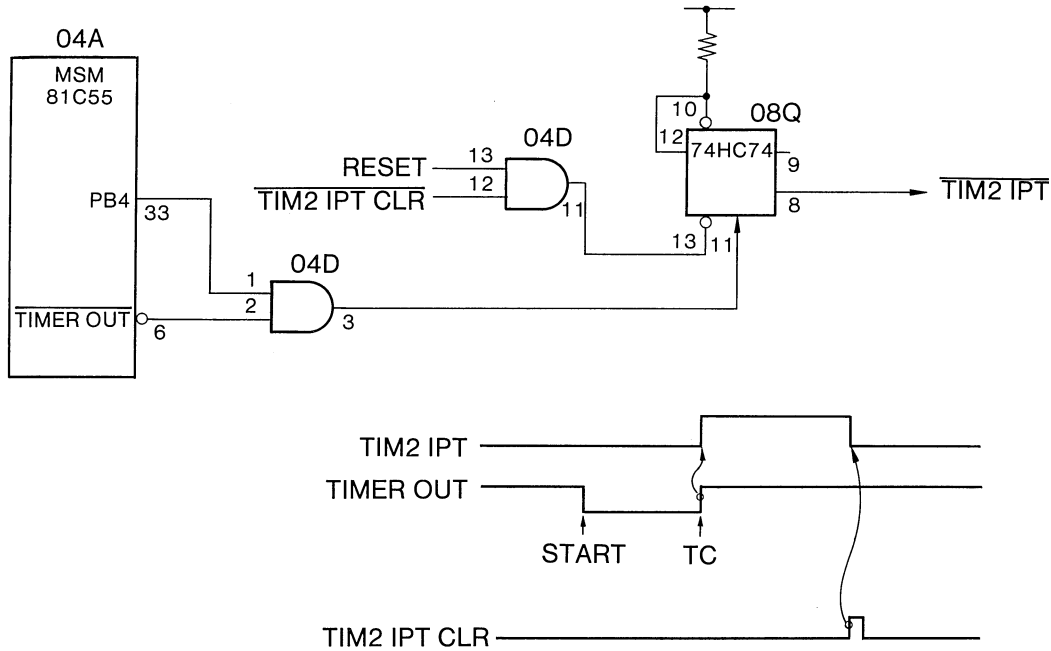 04A
MSM
81C55
PB4
33
TIMER OUT
6
RESET
TIM2 IPT CLR
13
12
04D
11
04D
1
2
3
10
12
08Q
74HC74
9
8
13
11
TIM2 IPT
TIM2 IPT
TIMER OUT
START
TC
TIM2 IPT CLR